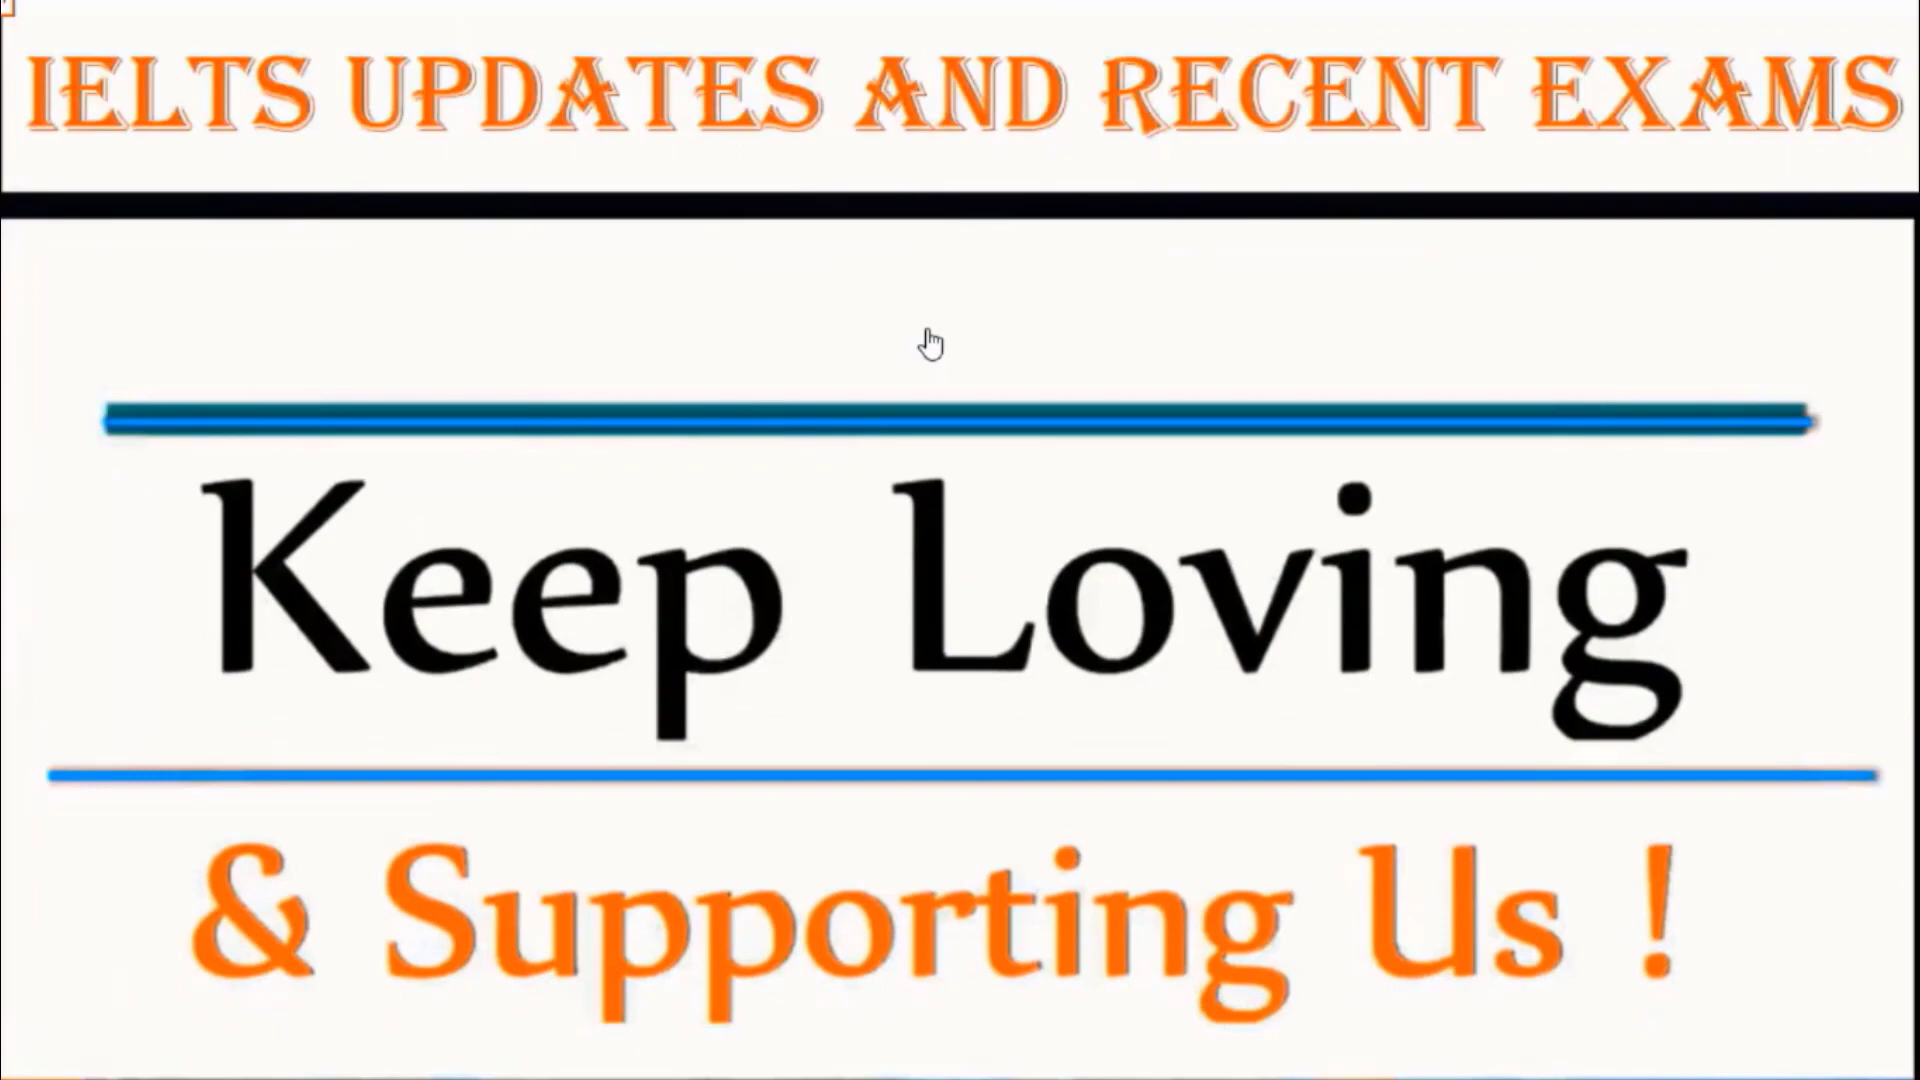 IELTS UPDATES AND RECENT EXAMS
Keep Loving
& Supporting Us !